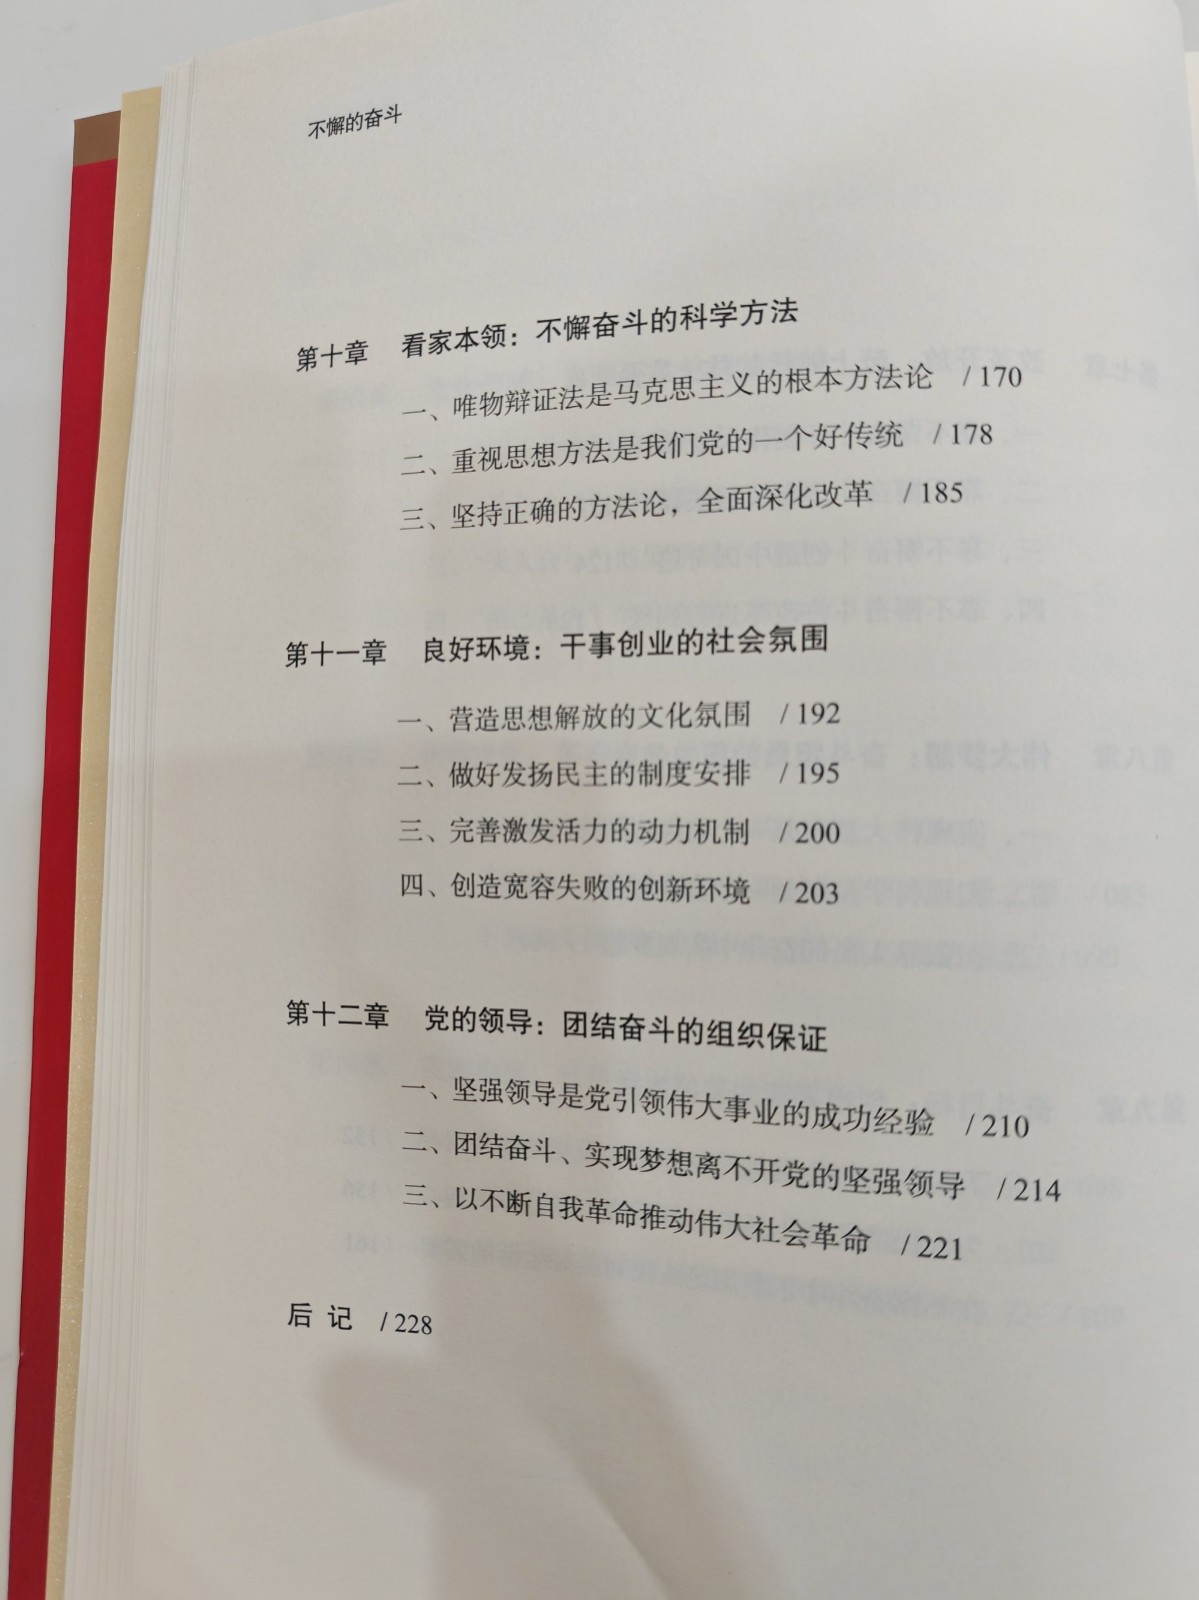 不懈的奋斗
第十章 看家本领：不懈奋斗的科学方法
一、唯物辩证法是马克思主义的根本方法论 / 170
二、重视思想方法是我们党的一个好传统 / 178
三、坚持正确的方法论，全面深化改革 / 185
第十一章 良好环境：干事创业的社会氛围
一、营造思想解放的文化氛围 / 192
二、做好发扬民主的制度安排 / 195
三、完善激发活力的动力机制 / 200
四、创造宽容失败的创新环境 / 203
第十二章 党的领导：团结奋斗的组织保证
一、坚强领导是党引领伟大事业的成功经验 / 210
二、团结奋斗、实现梦想离不开党的坚强领导 / 214
三、以不断自我革命推动伟大社会革命 / 221
后 记 / 228